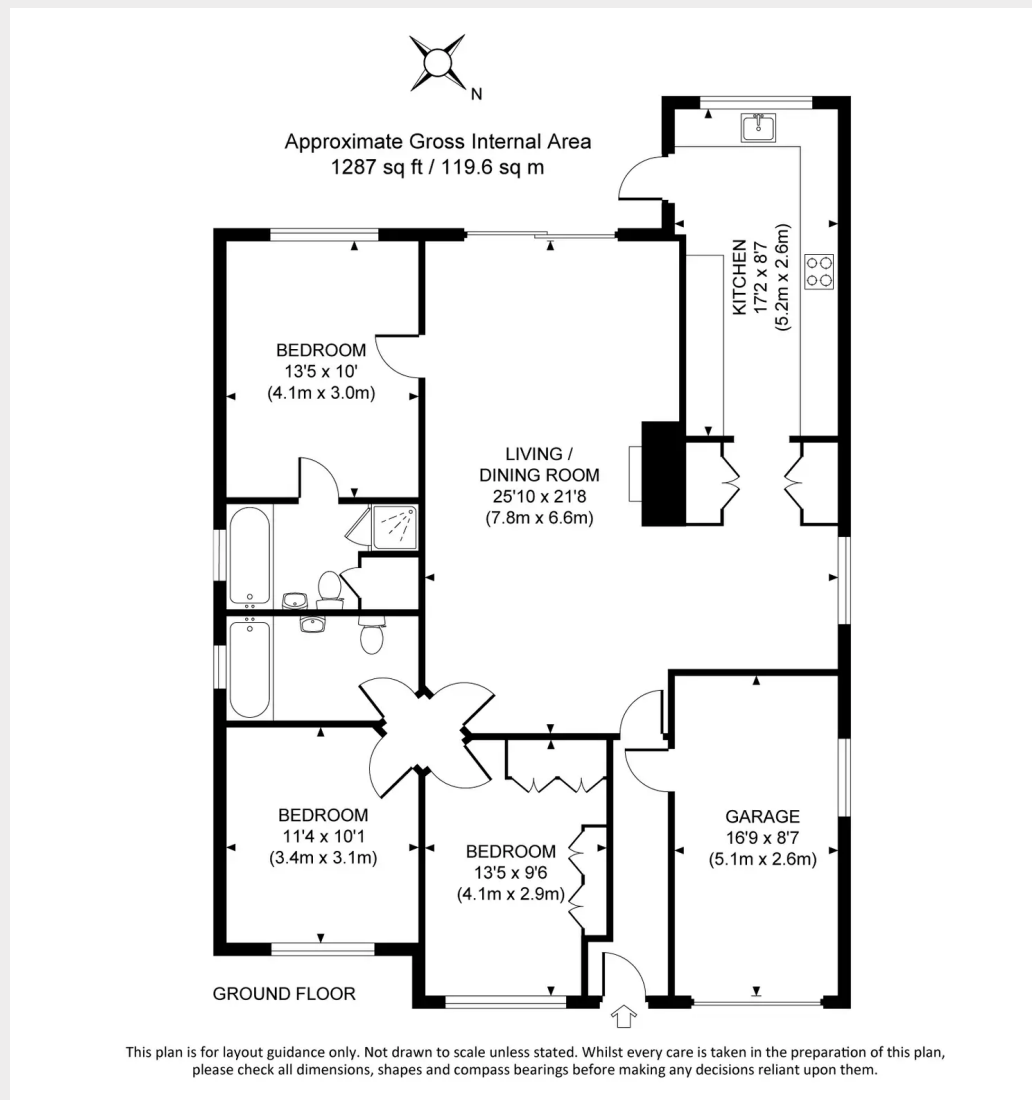 N
Approximate Gross Internal Area
1287 sq ft / 119.6 sq m
KITCHEN
17'2 x 8'7
(5.2m x 2.6m)
BEDROOM
13'5 x 10'
(4.1m x 3.0m)
LIVING /
DINING ROOM
25'10 x 21'8
(7.8m x 6.6m)
BEDROOM
11'4 x 10'1
(3.4m x 3.1m)
BEDROOM
13'5 x 9'6
(4.1m x 2.9m)
GARAGE
16'9 x 8'7
(5.1m x 2.6m)
GROUND FLOOR
This plan is for layout guidance only. Not drawn to scale unless stated. Whilst every care is taken in the preparation of this plan,
please check all dimensions, shapes and compass bearings before making any decisions reliant upon them.